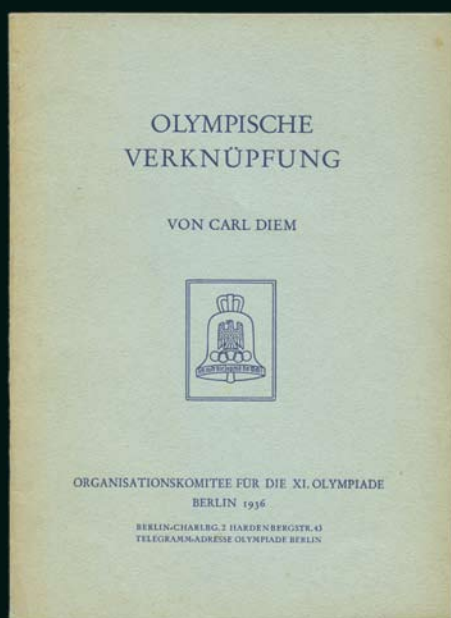 OLYMPISCHE
VERKNÜPFUNG
VON CARL DIEM
ORGANISATIONSKOMITEE FÜR DIE XI. OLYMPIADE
BERLIN 1936
BERLIN-CHARLBG. 2 HARDENBERGSTR. 43
TELEGRAMM-ADRESSE OLYMPIADE BERLIN